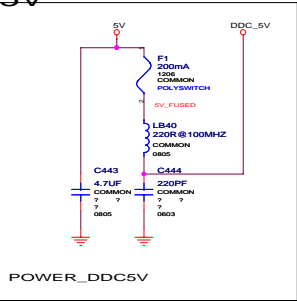 5V
5V
DDC_5V
F1
200mA
1206
COMMON
POLYSWITCH
2
5V_FUSED
LB40
220R@100MHZ
COMMON
0805
C443
4.7UF
COMMON
? ?
?
0805
C444
220PF
COMMON
? ?
?
0603
POWER_DDC5V